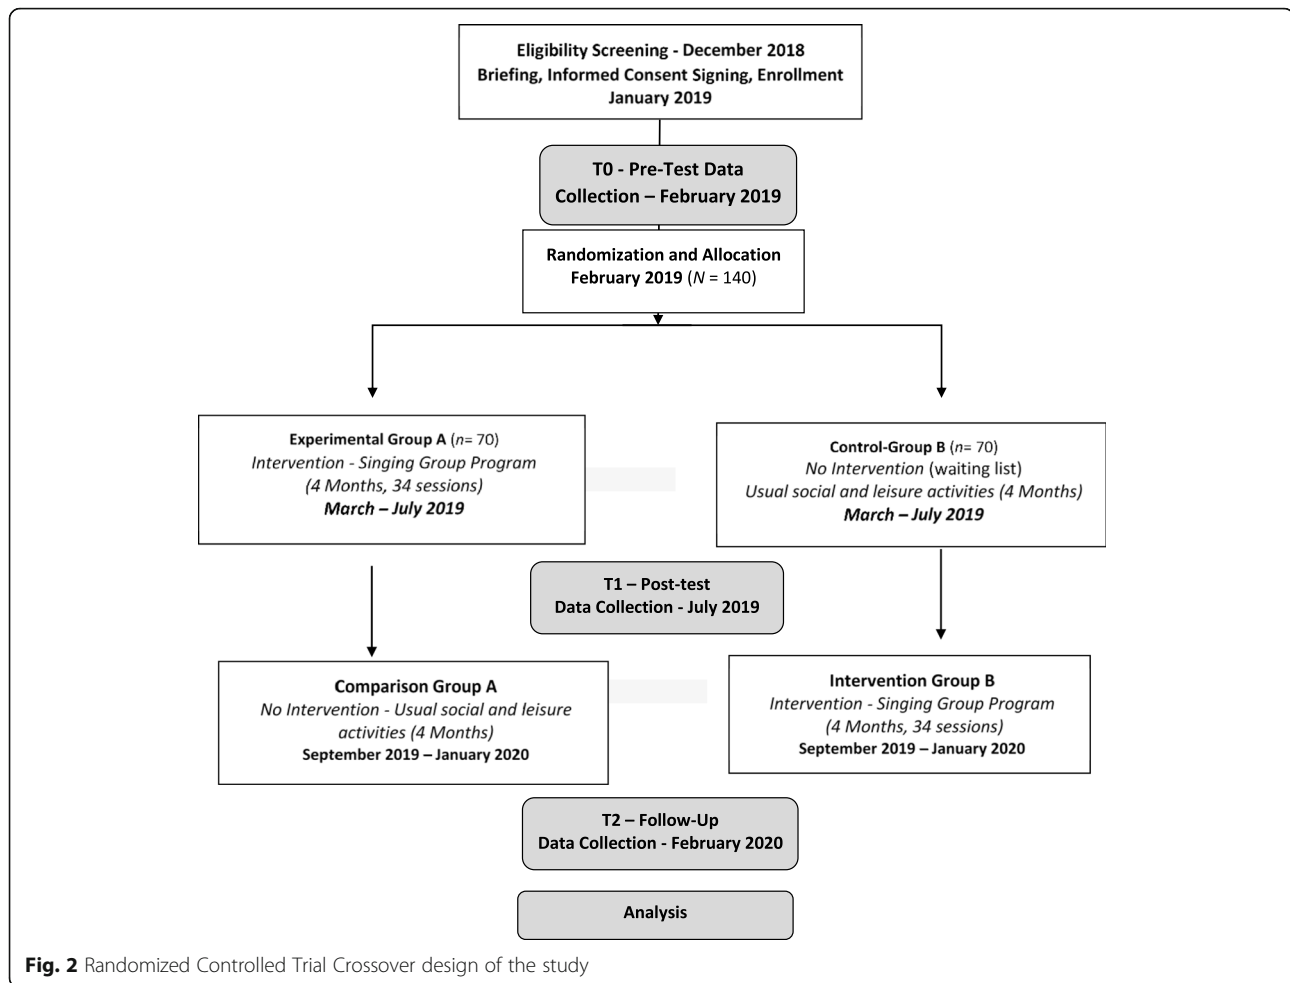 Eligibility Screening - December 2018
Briefing, Informed Consent Signing, Enrollment
January 2019
T0 - Pre-Test Data
Collection – February 2019
Randomization and Allocation
February 2019 (N = 140)
Experimental Group A (n= 70)
Intervention - Singing Group Program
(4 Months, 34 sessions)
March – July 2019
Control-Group B (n= 70)
No Intervention (waiting list)
Usual social and leisure activities (4 Months)
March – July 2019
T1 – Post-test
Data Collection - July 2019
Comparison Group A
No Intervention - Usual social and leisure
activities (4 Months)
September 2019 – January 2020
Intervention Group B
Intervention - Singing Group Program
(4 Months, 34 sessions)
September 2019 – January 2020
T2 – Follow-Up
Data Collection - February 2020
Analysis
Fig. 2 Randomized Controlled Trial Crossover design of the study